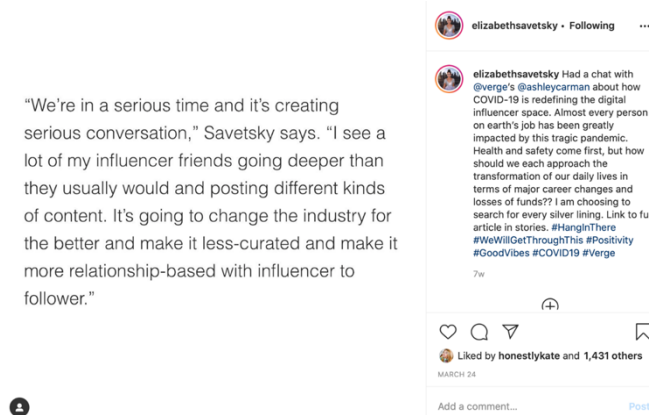 “We’re in a serious time and it’s creating
serious conversation,” Savetsky says. “I see a
lot of my influencer friends going deeper than
they usually would and posting different kinds
of content. It’s going to change the industry for
the better and make it less-curated and make it
more relationship-based with influencer to
follower.”
elizabethsavetsky • Following
elizabethsavetsky Had a chat with
@verge's @ashleycarman about how
COVID-19 is redefining the digital
influencer space. Almost every person
on earth's job has been greatly
impacted by this tragic pandemic.
Health and safety come first, but how
should we each approach the
transformation of our daily lives in
terms of major career changes and
losses of funds?? I am choosing to
search for every silver lining. Link to fu
article in stories. #HangInThere
#WeWillGetThroughThis #Positivity
#GoodVibes #COVID19 #Verge
7w
Liked by honestlykate and 1,431 others
MARCH 24
Add a comment...
Post